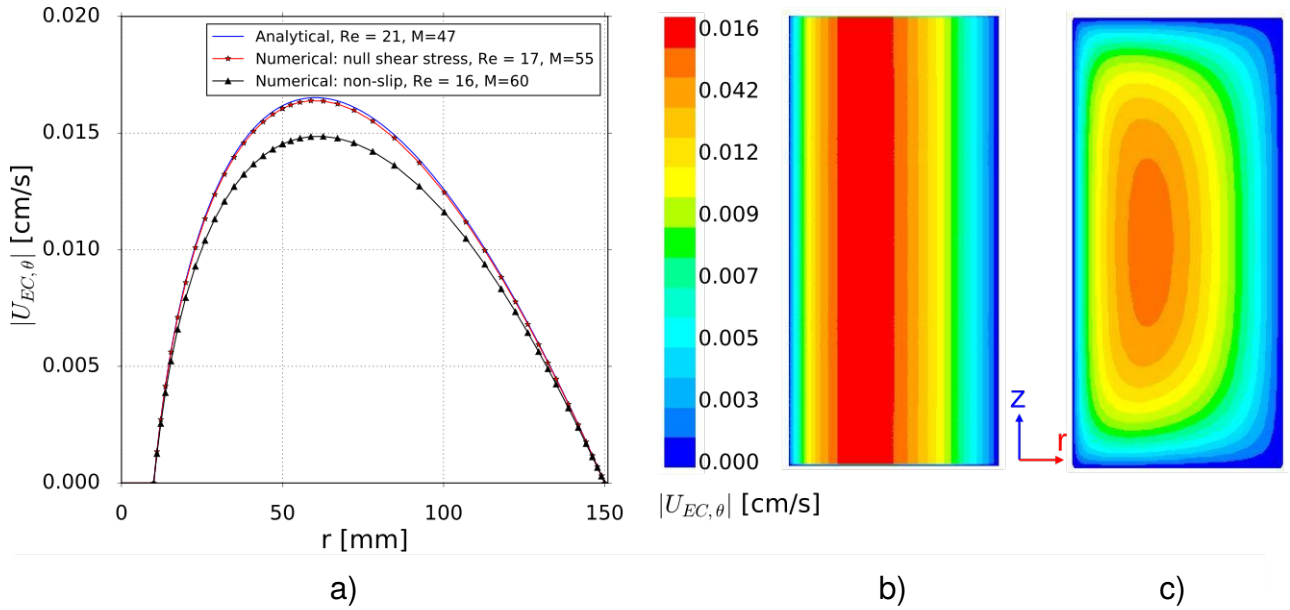 0.020
0.015
0.010
0.005
0.000
|U_{EC,θ}| [cm/s]
Analytical, Re = 21, M=47
Numerical: null shear stress, Re = 17, M=55
Numerical: non-slip, Re = 16, M=60
0
50
100
150
r [mm]
a)
0.016
0.042
0.012
0.009
0.007
0.005
0.003
0.000
|U_{EC,θ}| [cm/s]
b)
z
r
c)